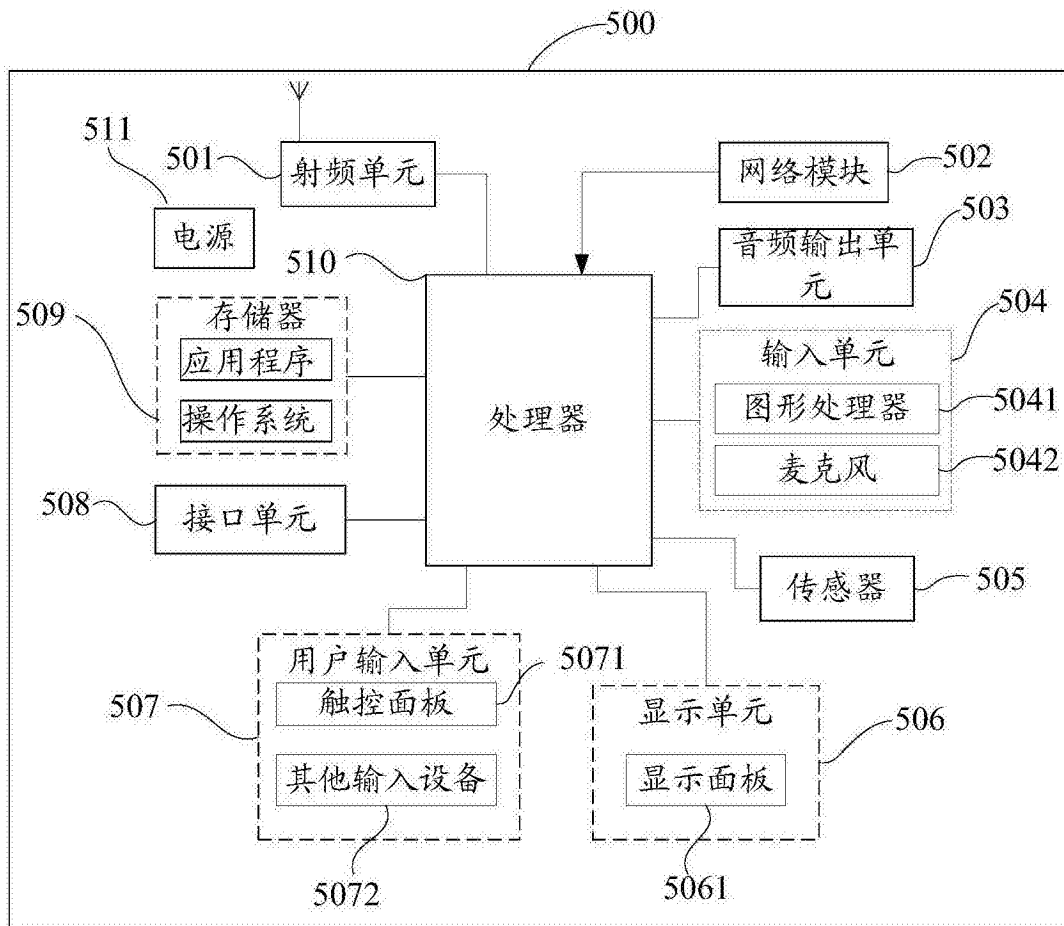 500
511
501
射频单元
网络模块
502
电源
503
音频输出单
元
510
509
存储器
应用程序
操作系统
504
输入单元
图形处理器
5041
麦克风
5042
处理器
508
接口单元
传感器
505
用户输入单元
5071
触控面板
507
其他输入设备
5072
显示单元
506
显示面板
5061